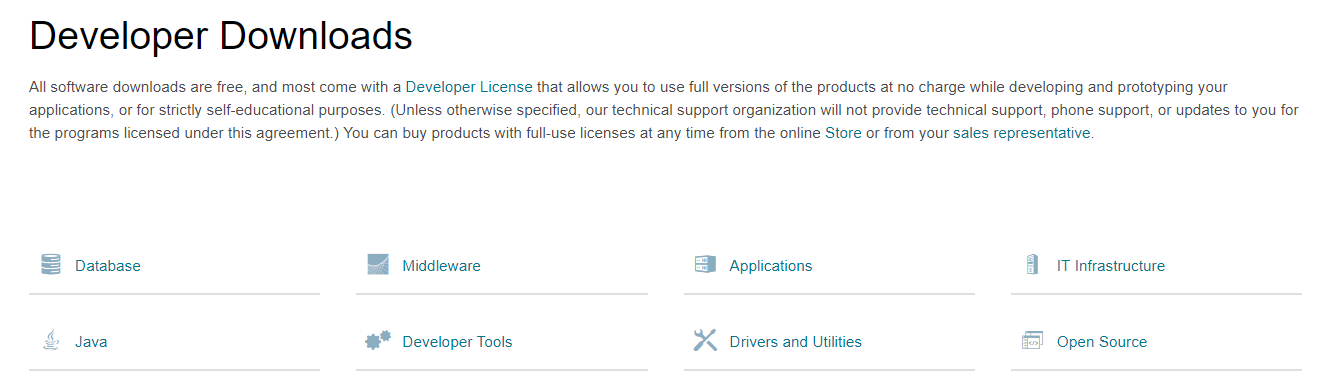 Developer Downloads
All software downloads are free, and most come with a Developer License that allows you to use full versions of the products at no charge while developing and prototyping your
applications, or for strictly self-educational purposes. (Unless otherwise specified, our technical support organization will not provide technical support, phone support, or updates to you for
the programs licensed under this agreement.) You can buy products with full-use licenses at any time from the online Store or from your sales representative.
Database
Middleware
Applications
IT Infrastructure
Java
Developer Tools
Drivers and Utilities
Open Source